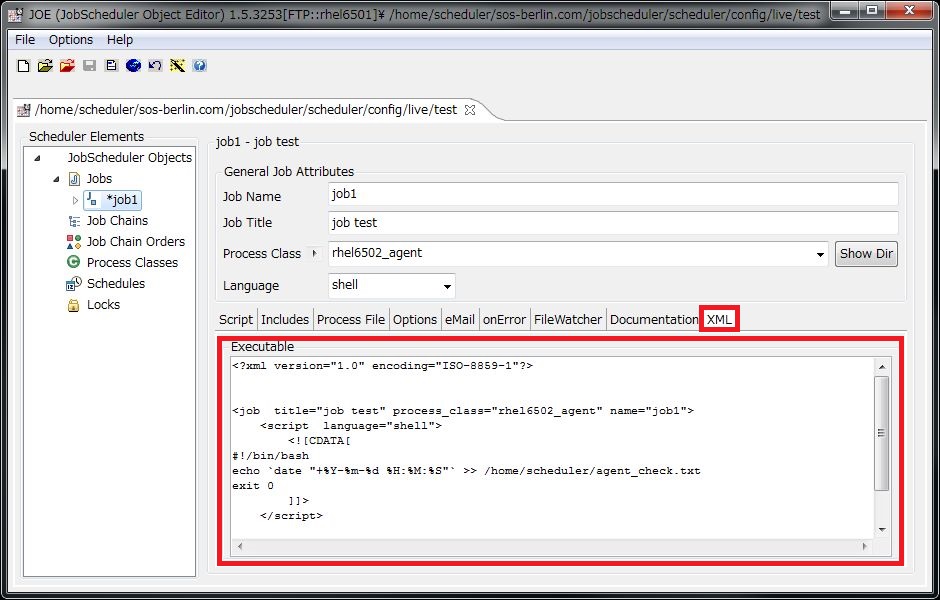 JOE (JobScheduler Object Editor) 1.5.3253[FTP::rhel6501]¥ /home/scheduler/sos-berlin.com/jobscheduler/scheduler/config/live/test
File Options Help
/home/scheduler/sos-berlin.com/jobscheduler/scheduler/config/live/test
Scheduler Elements
JobScheduler Objects
Jobs
*job1
Job Chains
Job Chain Orders
Process Classes
Schedules
Locks
job1 - job test
General Job Attributes
Job Name job1
Job Title job test
Process Class rhel6502_agent Show Dir
Language shell
Script Includes Process File Options eMail onError FileWatcher Documentation XML
Executable
<?xml version="1.0" encoding="ISO-8859-1"?>
<job  title="job test" process_class="rhel6502_agent" name="job1">
    <script  language="shell">
        <![CDATA[
#!/bin/bash
echo `date "+%Y-%m-%d %H:%M:%S"` >> /home/scheduler/agent_check.txt
exit 0
        ]]>
    </script>